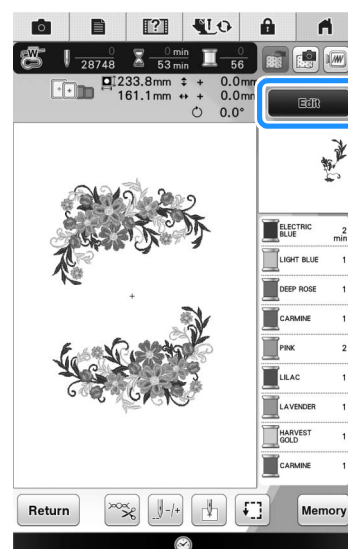 W
0
28748
0 min
53 min
0
56
233.8mm
+
0.0mm
161.1mm
+
0.0mm
0.0°
Edit
ELECTRIC
BLUE
2
min
LIGHT BLUE
1
DEEP ROSE
1
CARMINE
1
PINK
2
LILAC
1
LAVENDER
1
HARVEST
GOLD
1
CARMINE
1
Return
-/+
Memory